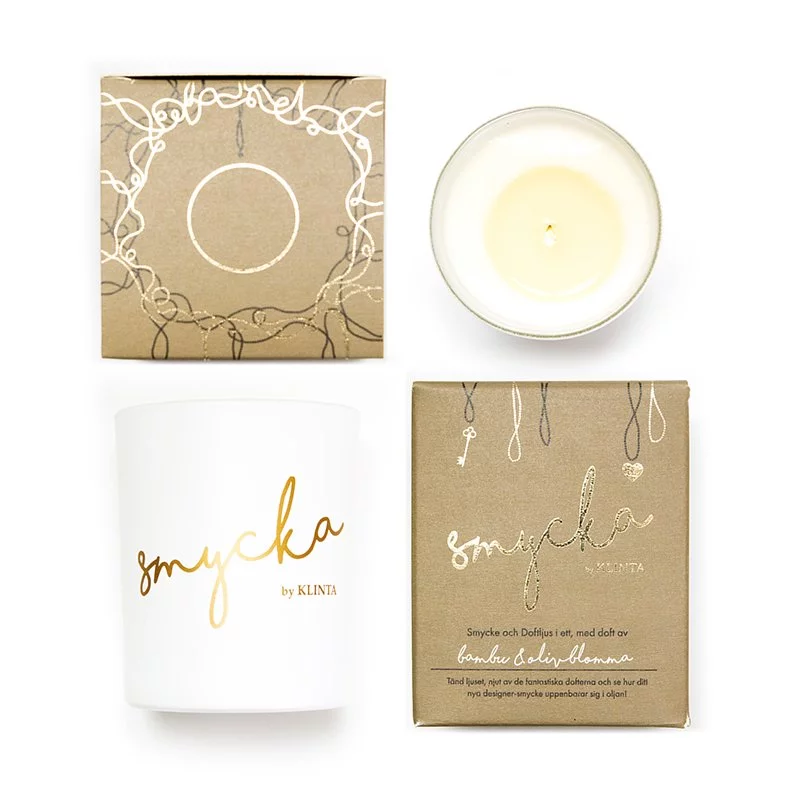 smycka
by KLINTA
smycka
by KLINTA
Smycke och Doftljus i ett, med doft av
bambu & olivblomma
Tänd ljuset, njut av de fantastiska dofterna och se hur ditt
nya designer-smycke uppenbarar sig i oljan!